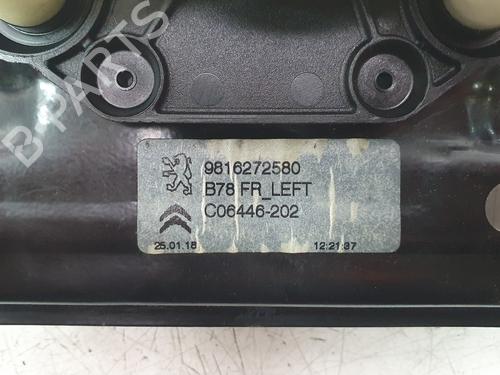 B-PARTS
9816272580
B78 FR_LEFT
C06446-202
25.01.18 12:21:37